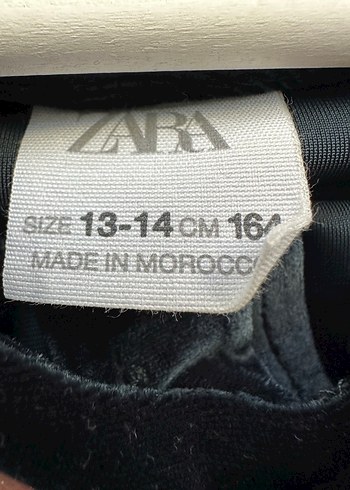 ZARA
SIZE 13-14 CM 164
MADE IN MOROCCO